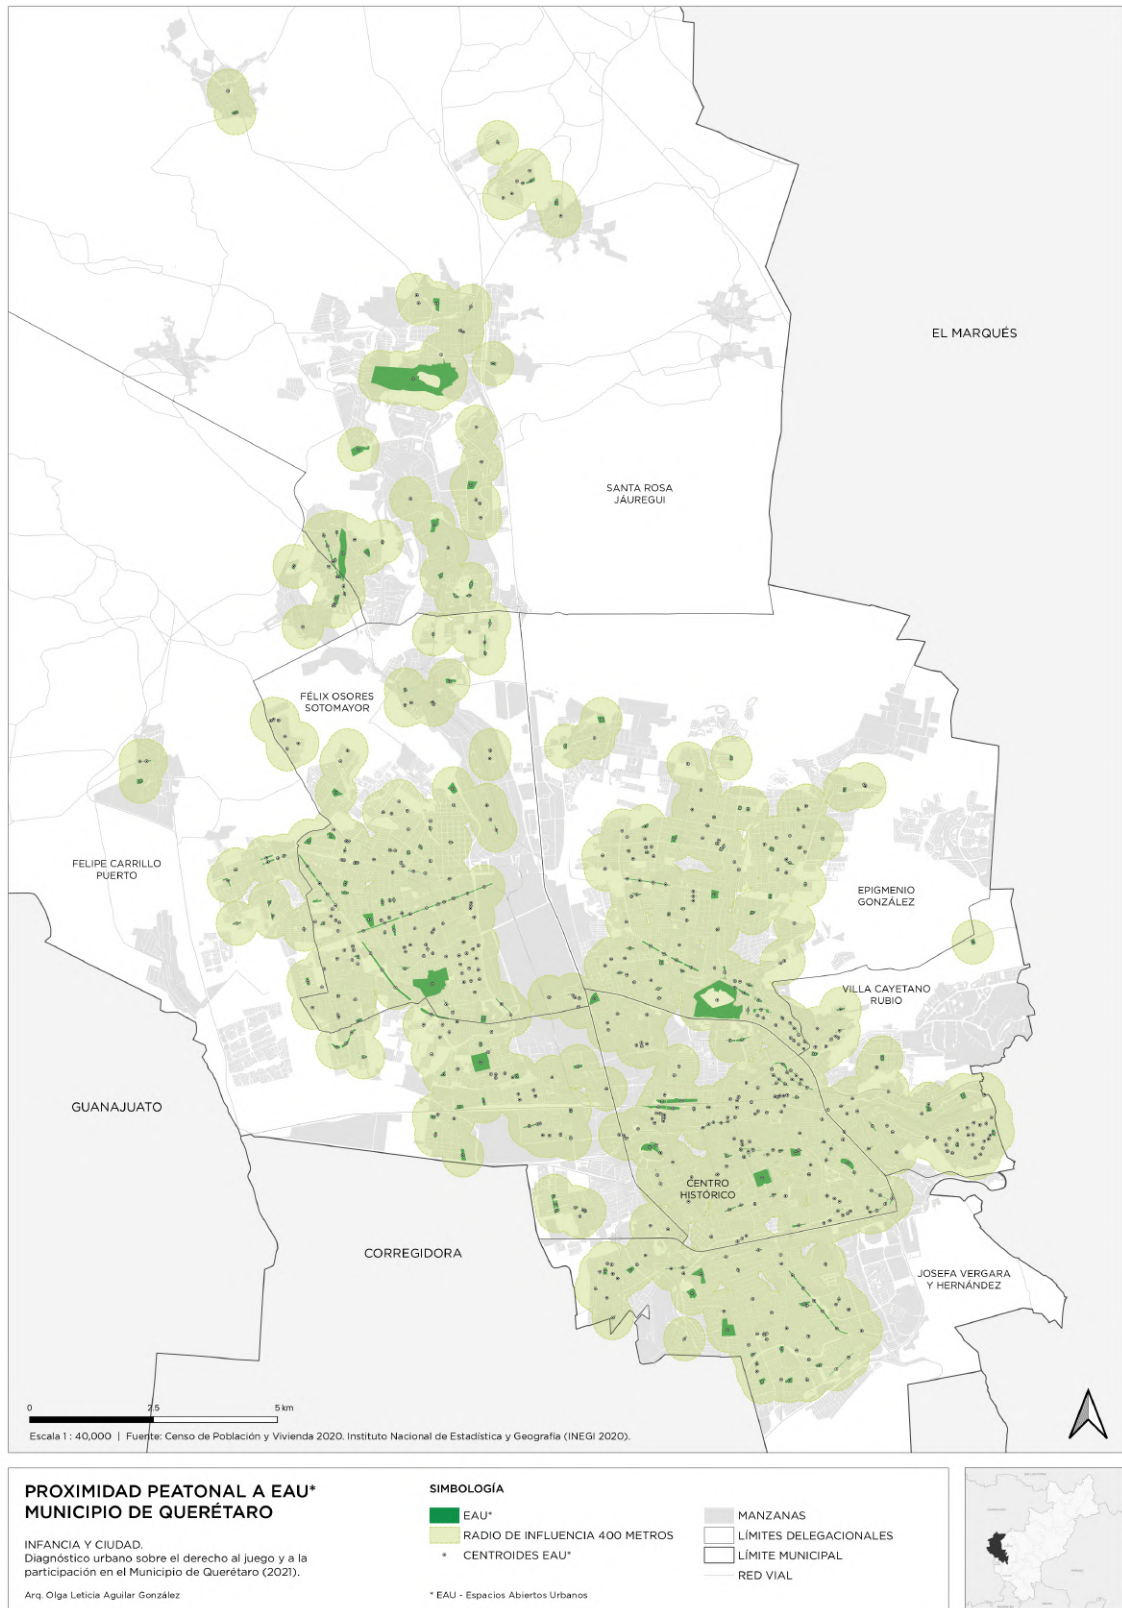 EL MARQUÉS
SANTA ROSA
JÁUREGUI
FÉLIX OSORES
SOTOMAYOR
FELIPE CARRILLO
PUERTO
EPIGMENIO
GONZÁLEZ
VILLA CAYETANO
RUBIO
GUANAJUATO
CENTRO
HISTÓRICO
CORREGIDORA
JOSEFA VERGARA
Y HERNÁNDEZ
0 2.5 5 km
Escala 1 : 40,000 | Fuente: Censo de Población y Vivienda 2020. Instituto Nacional de Estadística y Geografía (INEGI 2020).
PROXIMIDAD PEATONAL A EAU*
MUNICIPIO DE QUERÉTARO
INFANCIA Y CIUDAD.
Diagnóstico urbano sobre el derecho al juego y a la
participación en el Municipio de Querétaro (2021).
Arq. Olga Leticia Aguilar González
SIMBOLOGÍA
EAU*
RADIO DE INFLUENCIA 400 METROS
CENTROIDES EAU*
* EAU - Espacios Abiertos Urbanos
MANZANAS
LÍMITES DELEGACIONALES
LÍMITE MUNICIPAL
RED VIAL